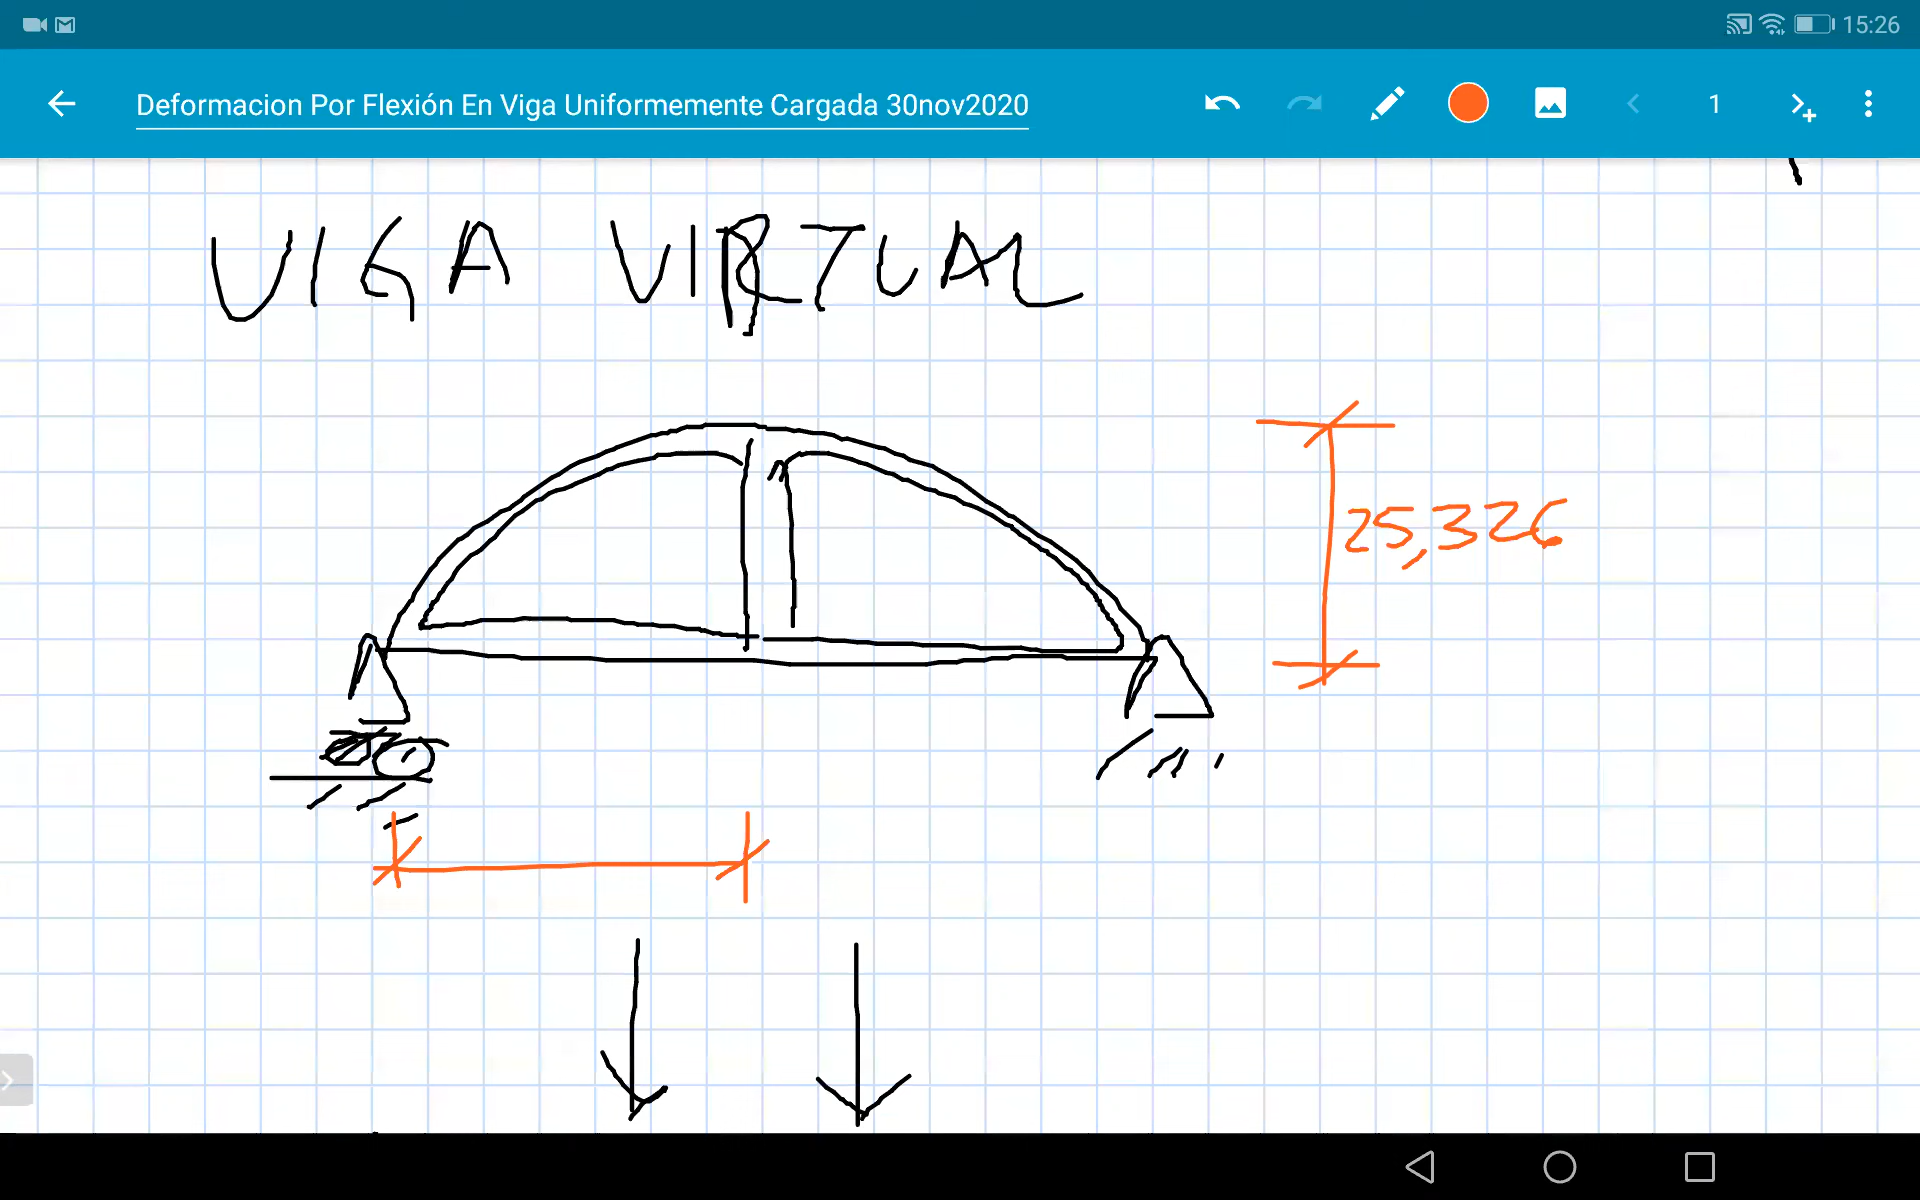 15:26
Deformacion Por Flexión En Viga Uniformemente Cargada 30nov2020
1
VIGA VIRTUAL
25,326